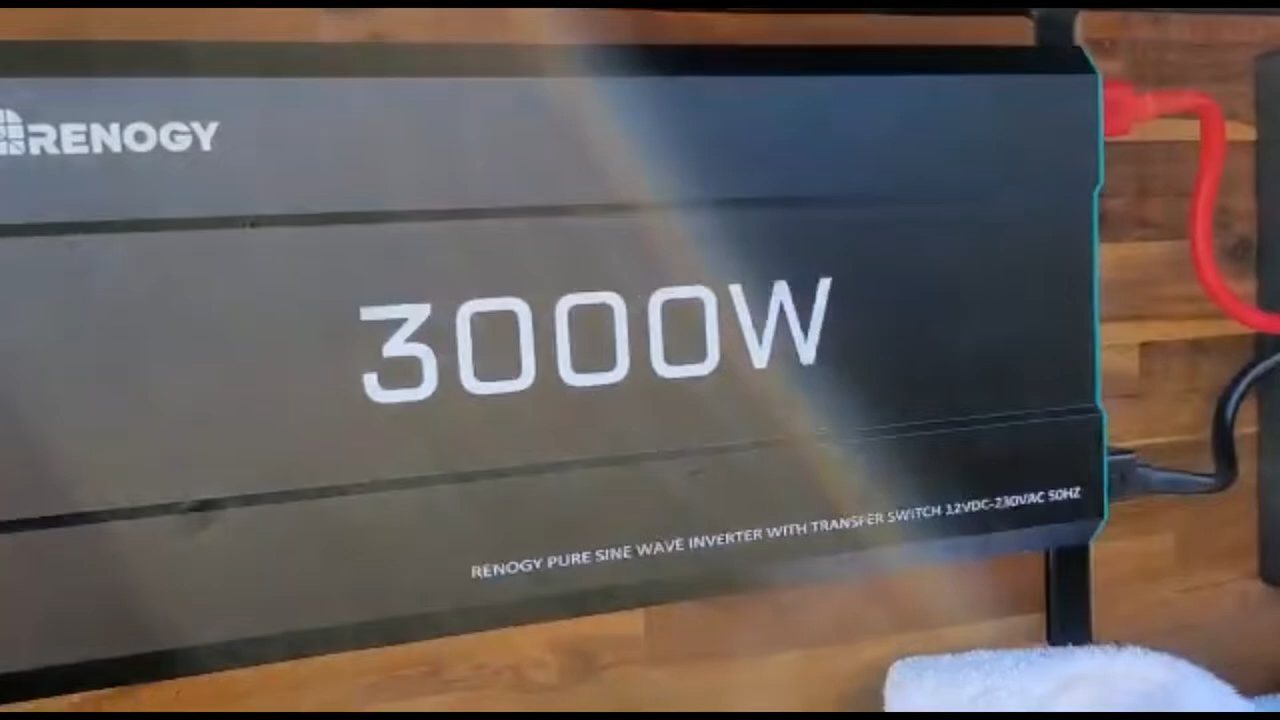 RENOGY
3000W
RENOGY PURE SINE WAVE INVERTER WITH TRANSFER SWITCH 12VDC-230VAC 50HZ